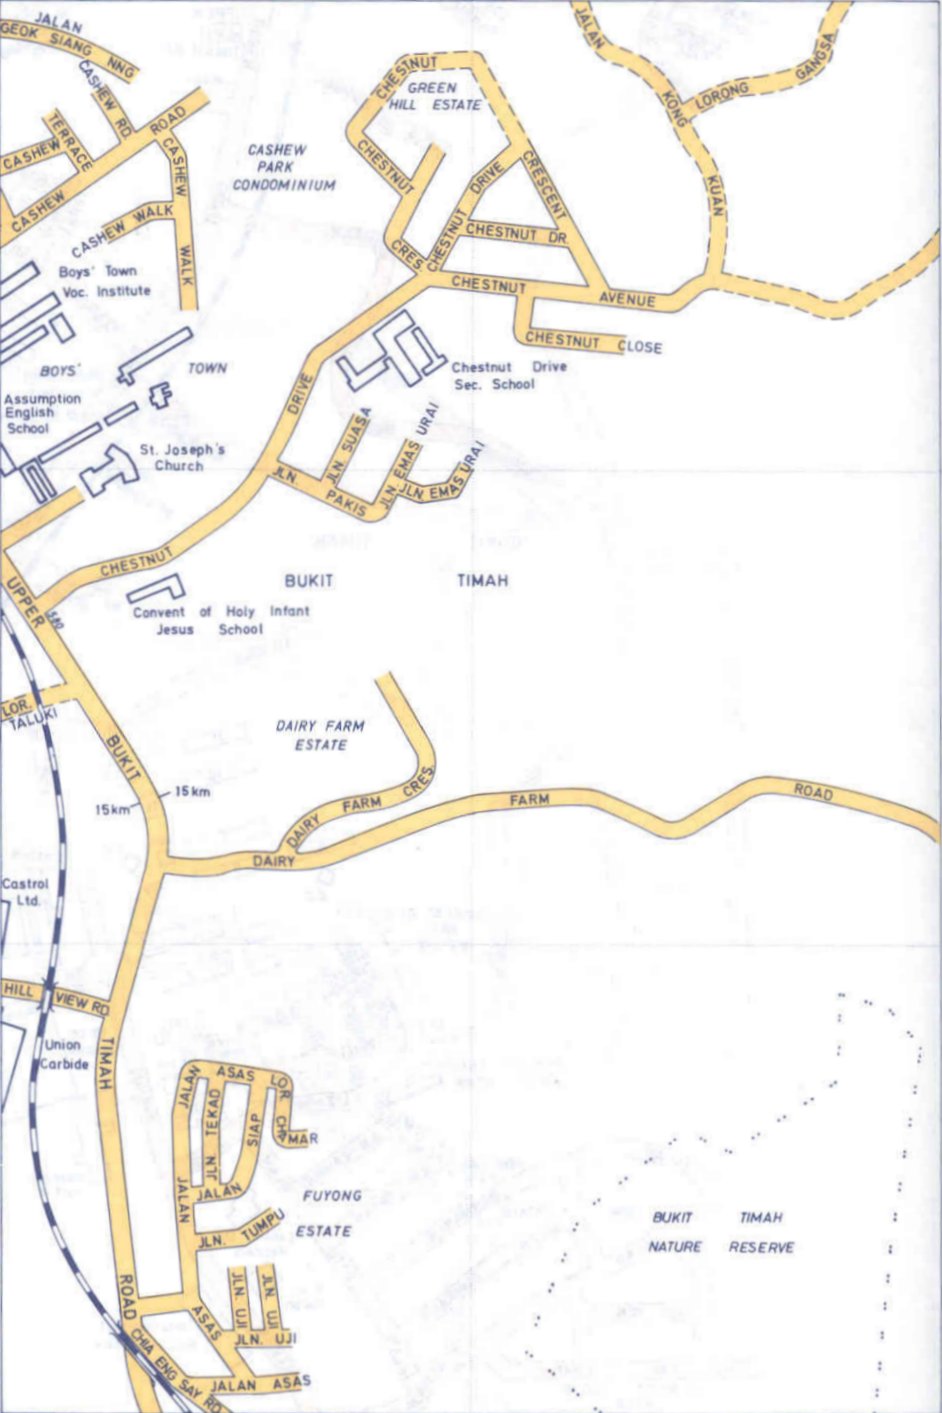 JALAN
GEOK SIANG NNG
CASHEW RD
TERRACE
ROAD
CASHEW
CASHEW
CASHEW
WALK
CASHEW WALK
Boys' Town
Voc. Institute
BOYS' TOWN
Assumption
English
School
St. Joseph's
Church
CASHEW
PARK
CONDOMINIUM
CHESTNUT
GREEN
HILL ESTATE
CHESTNUT
CRES
CRESCENT
CHESTNUT DRIVE
CHESTNUT DR.
CHESTNUT AVENUE
CHESTNUT CLOSE
JALAN
KONG
KUAN
LORONG GANGSA
Chestnut Drive
Sec. School
DRIVE
JLN.
PAKIS
JLN. SUASA
JLN. EMAS URAI
JLN. EMAS URAI
CHESTNUT
BUKIT TIMAH
Convent of Holy Infant
Jesus School
UPPER
580
LOR.
TALUKI
BUKIT
15km
15km
DAIRY FARM
ESTATE
DAIRY FARM CRES.
DAIRY
FARM
ROAD
Castrol
Ltd.
HILL VIEW RD
Union
Carbide
TIMAH
JALAN
ASAS
LOR. CHMAR
JLN. TEKAD
SIAP
JALAN
JALAN
JLN. TUMPU
FUYONG
ESTATE
JLN. UJI
JLN. UJI
JLN. UJI
ASAS
JALAN ASAS
ROAD
CHIA ENG SAY RD
BUKIT TIMAH
NATURE RESERVE